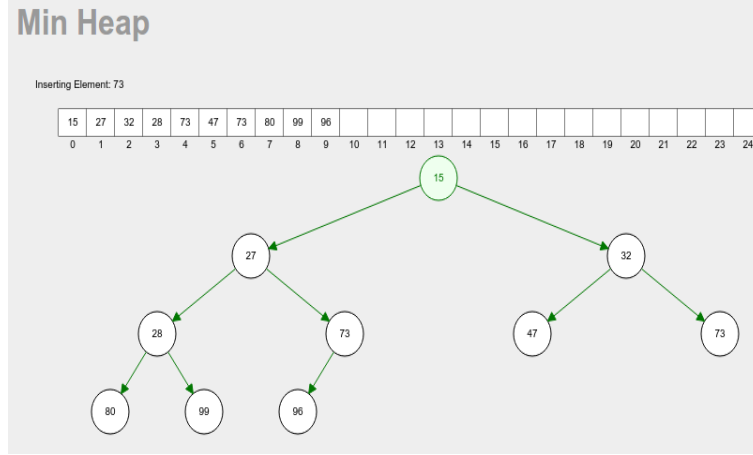 Min Heap
Inserting Element: 73
15 27 32 28 73 47 73 80 99 96
0 1 2 3 4 5 6 7 8 9 10 11 12 13 14 15 16 17 18 19 20 21 22 23 24
15
27 32
28 73 47 73
80 99 96